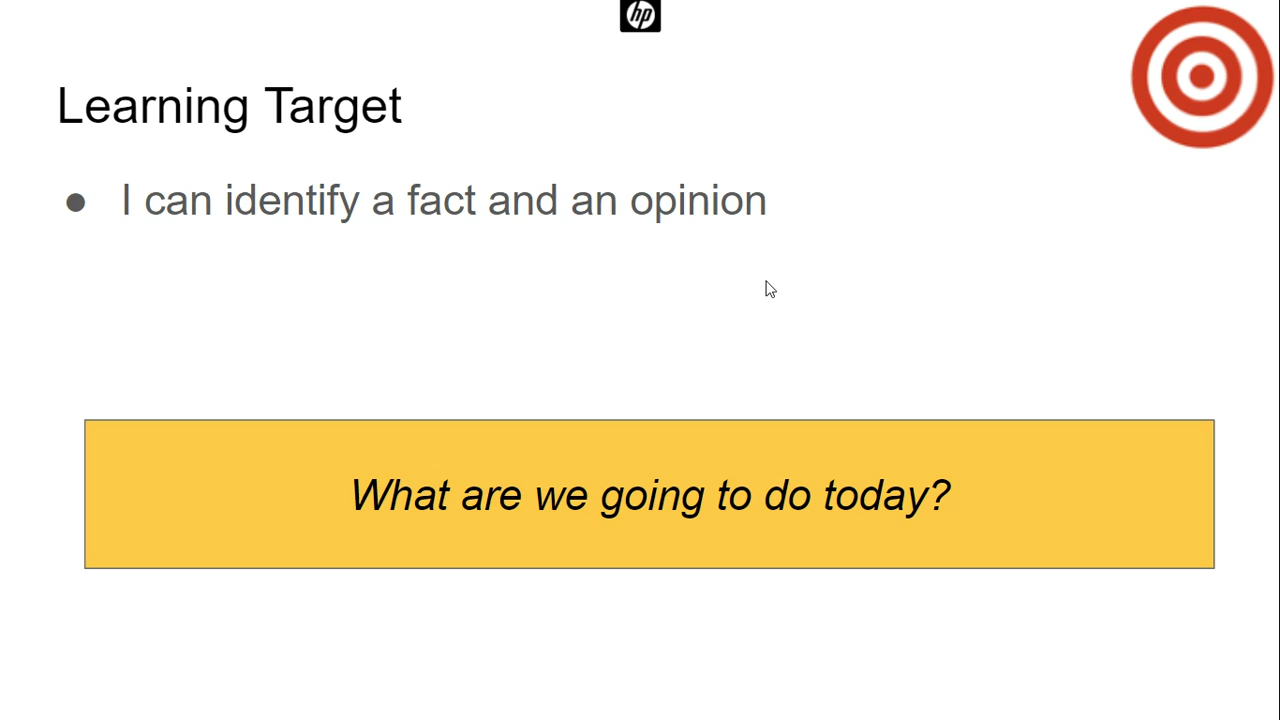 hp
Learning Target
● I can identify a fact and an opinion
What are we going to do today?